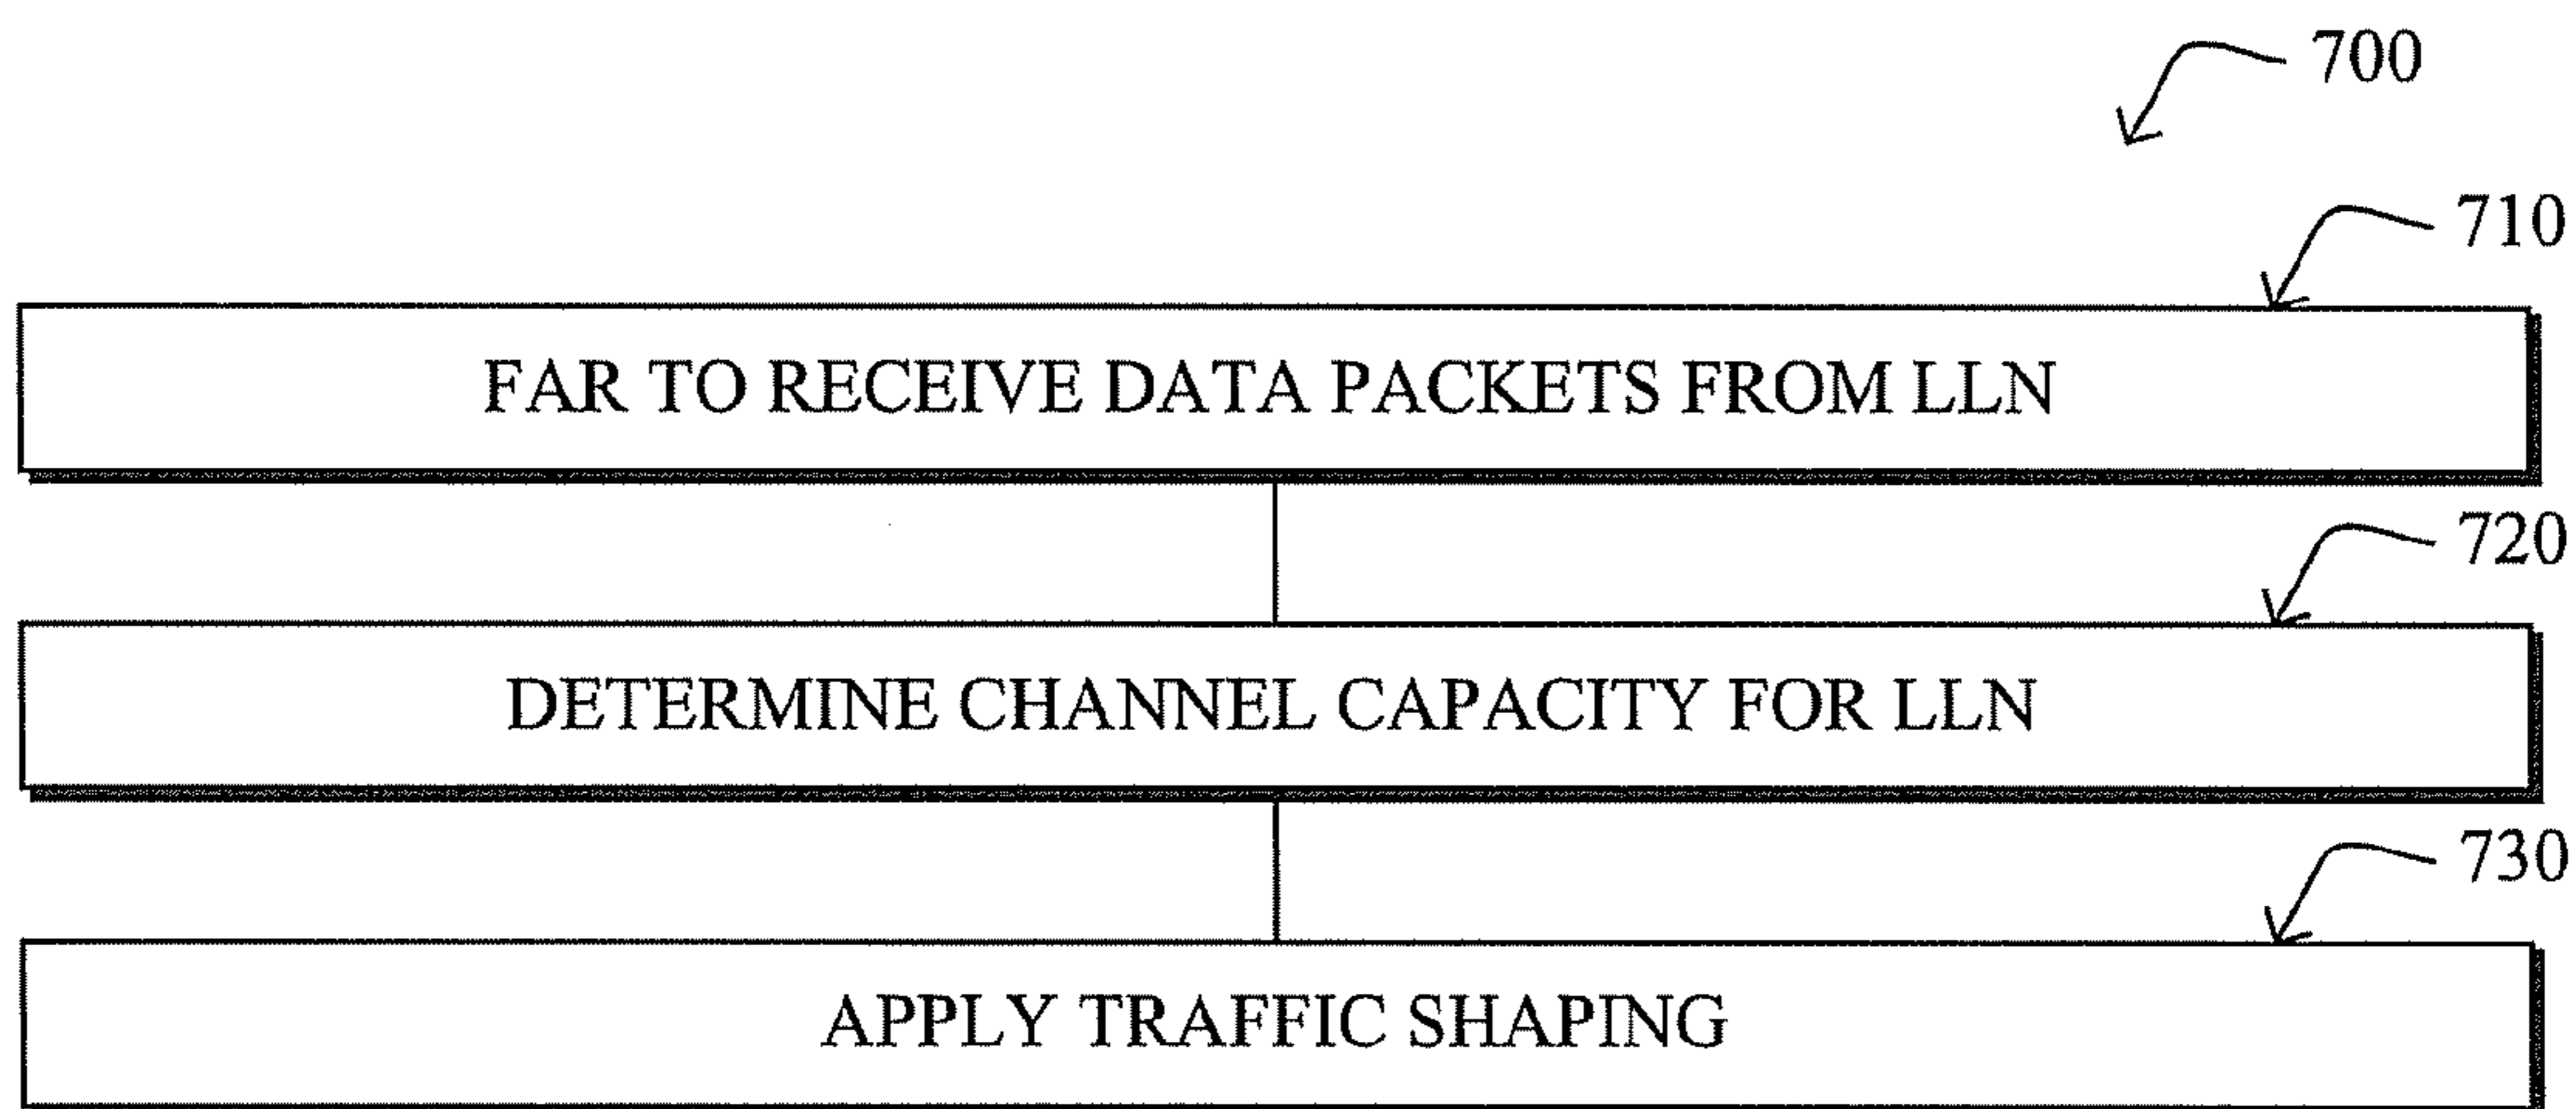 700
710
FAR TO RECEIVE DATA PACKETS FROM LLN
720
DETERMINE CHANNEL CAPACITY FOR LLN
730
APPLY TRAFFIC SHAPING